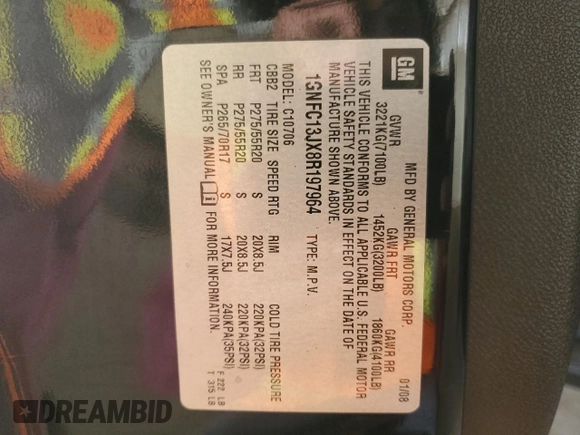 GM
MFD BY GENERAL MOTORS CORP. 01/08
GVWR GAWR FRT GAWR RR
3221KG(7100LB) 1452KG(3200LB) 1860KG(4100LB)
THIS VEHICLE CONFORMS TO ALL APPLICABLE U.S. FEDERAL MOTOR
VEHICLE SAFETY STANDARDS IN EFFECT ON THE DATE OF
MANUFACTURE SHOWN ABOVE.
1GNFC13JX8R197964 TYPE: M.P.V.
MODEL: C10706
CBB2 TIRE SIZE SPEED RTG RIM COLD TIRE PRESSURE
FRT P275/55R20 S 20X8.5J 220KPA(32PSI)
RR P275/55R20 S 20X8.5J 220KPA(32PSI)
SPA P265/70R17 S 17X7.5J 240KPA(35PSI)
SEE OWNER'S MANUAL FOR MORE INFORMATION.
F 222 LB
T 315 LB
DREAMBID